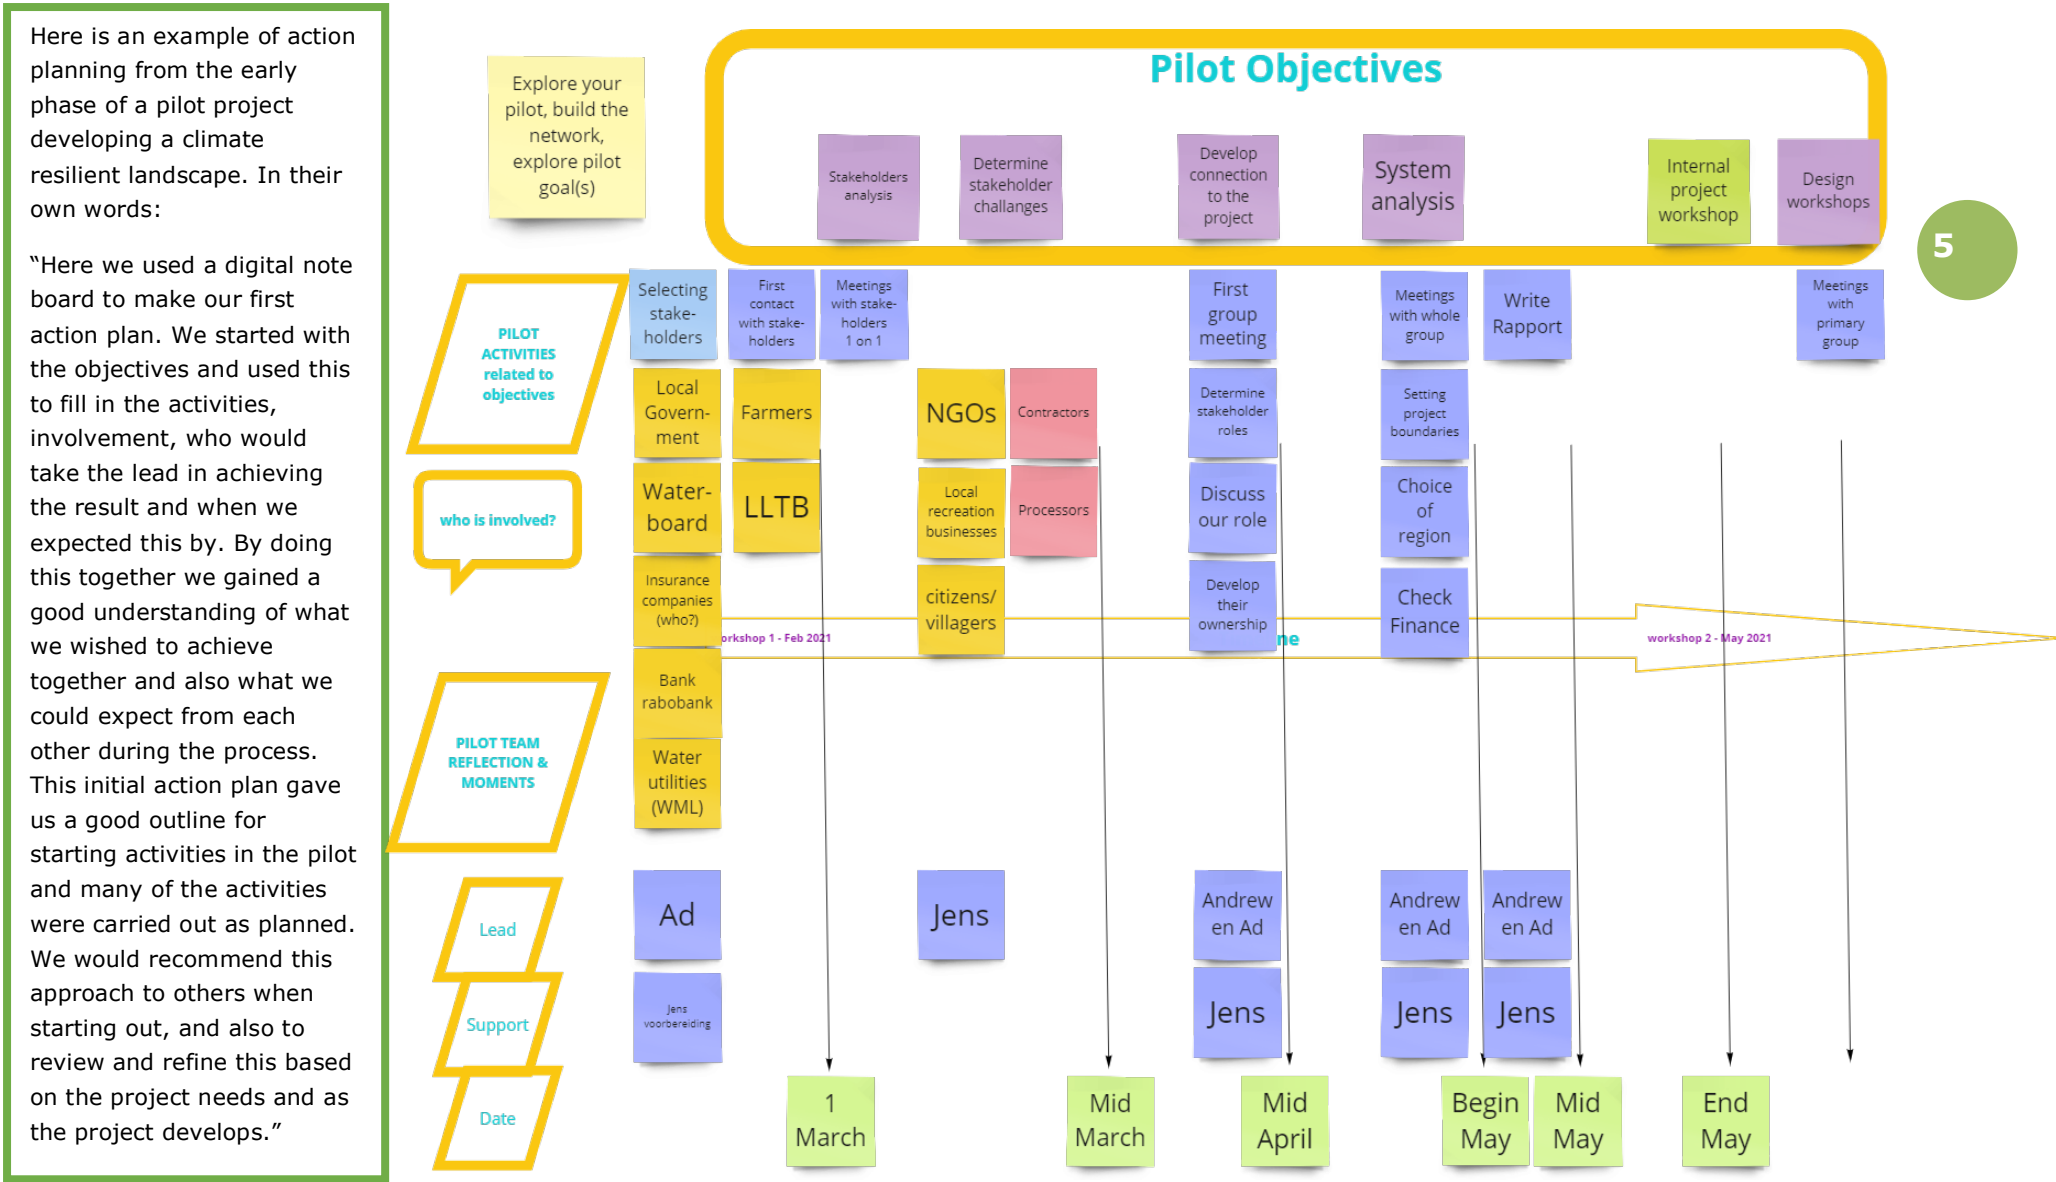 Here is an example of action
planning from the early
phase of a pilot project
developing a climate
resilient landscape. In their
own words:
“Here we used a digital note
board to make our first
action plan. We started with
the objectives and used this
to fill in the activities,
involvement, who would
take the lead in achieving
the result and when we
expected this by. By doing
this together we gained a
good understanding of what
we wished to achieve
together and also what we
could expect from each
other during the process.
This initial action plan gave
us a good outline for
starting activities in the pilot
and many of the activities
were carried out as planned.
We would recommend this
approach to others when
starting out, and also to
review and refine this based
on the project needs and as
the project develops.”
Explore your
pilot, build the
network,
explore pilot
goal(s)
Pilot Objectives
Stakeholders
analysis
Determine
stakeholder
challanges
Develop
connection
to the
project
System
analysis
Internal
project
workshop
Design
workshops
5
PILOT
ACTIVITIES
related to
objectives
Selecting
stake-
holders
First
contact
with stake-
holders
Meetings
with stake-
holders
1 on 1
First
group
meeting
Meetings
with whole
group
Write
Rapport
Meetings
with
primary
group
Local
Govern-
ment
Farmers
NGOs
Contractors
Determine
stakeholder
roles
Setting
project
boundaries
who is involved?
Water-
board
LLTB
Local
recreation
businesses
Processors
Discuss
our role
Choice
of
region
Insurance
companies
(who?)
citizens/
villagers
Develop
their
ownership
Check
Finance
orkshop 1 - Feb 2021
ne
workshop 2 - May 2021
PILOT TEAM
REFLECTION &
MOMENTS
Bank
rabobank
Water
utilities
(WML)
Lead
Ad
Jens
Andrew
en Ad
Andrew
en Ad
Andrew
en Ad
Support
Jens
voorbereiding
Jens
Jens
Jens
Date
1
March
Mid
March
Mid
April
Begin
May
Mid
May
End
May